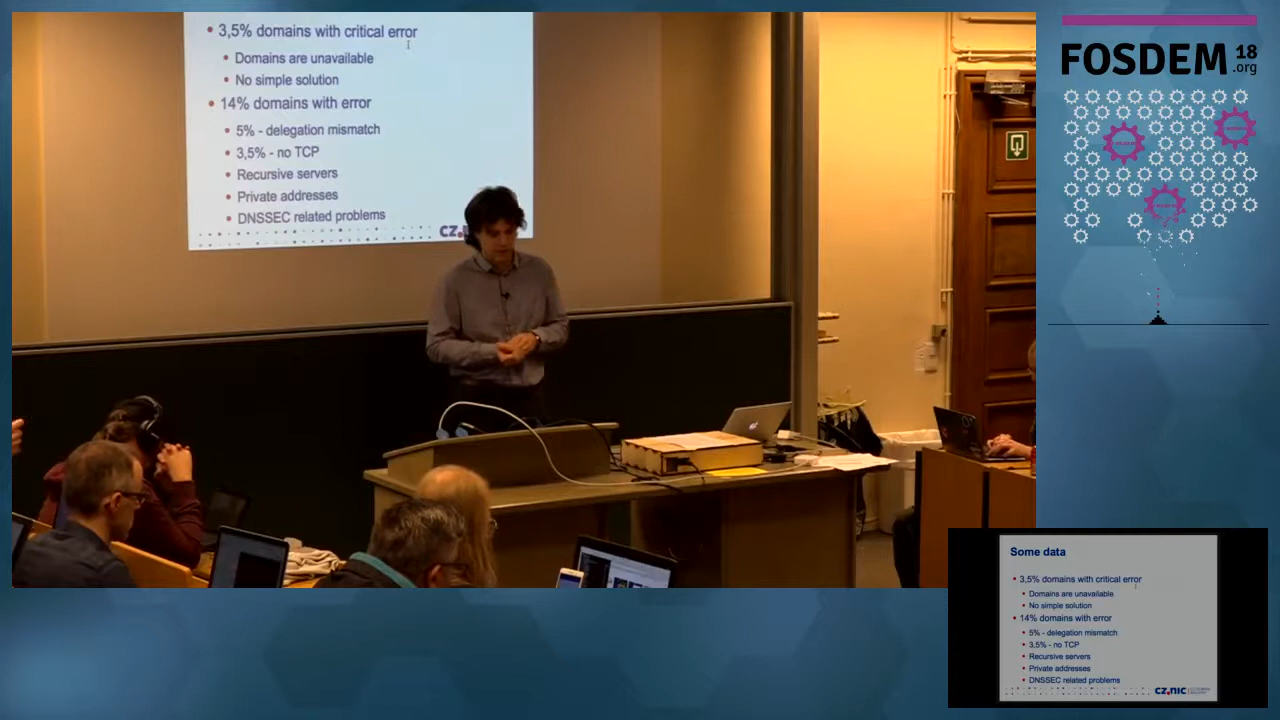 3,5% domains with critical error
Domains are unavailable
No simple solution
14% domains with error
5% - delegation mismatch
3,5% - no TCP
Recursive servers
Private addresses
DNSSEC related problems
FOSDEM 18
.org
Some data
3,5% domains with critical error
Domains are unavailable
No simple solution
14% domains with error
5% - delegation mismatch
3,5% - no TCP
Recursive servers
Private addresses
DNSSEC related problems
CZ.NIC